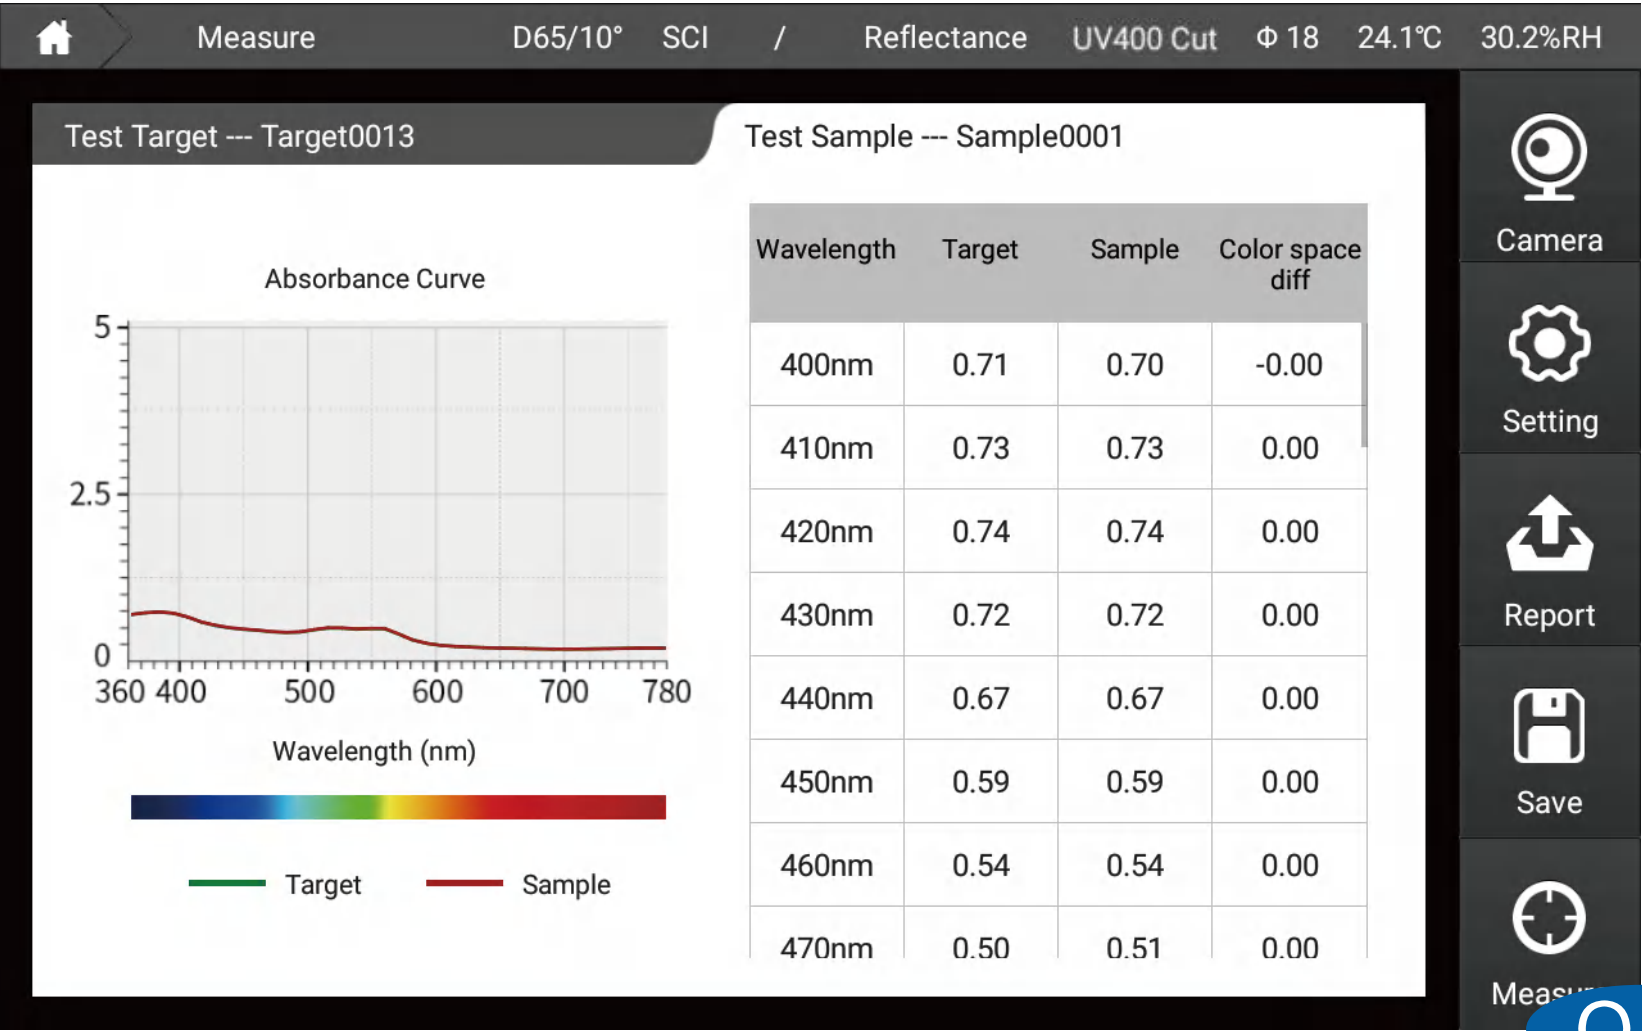 Measure D65/10° SCI / Reflectance UV400 Cut Φ 18 24.1℃ 30.2%RH
Test Target --- Target0013
Test Sample --- Sample0001
Absorbance Curve
5
2.5
0
360 400 500 600 700 780
Wavelength (nm)
Target Sample
Wavelength Target Sample Color space
diff
400nm 0.71 0.70 -0.00
410nm 0.73 0.73 0.00
420nm 0.74 0.74 0.00
430nm 0.72 0.72 0.00
440nm 0.67 0.67 0.00
450nm 0.59 0.59 0.00
460nm 0.54 0.54 0.00
470nm 0.50 0.51 0.00
Camera
Setting
Report
Save